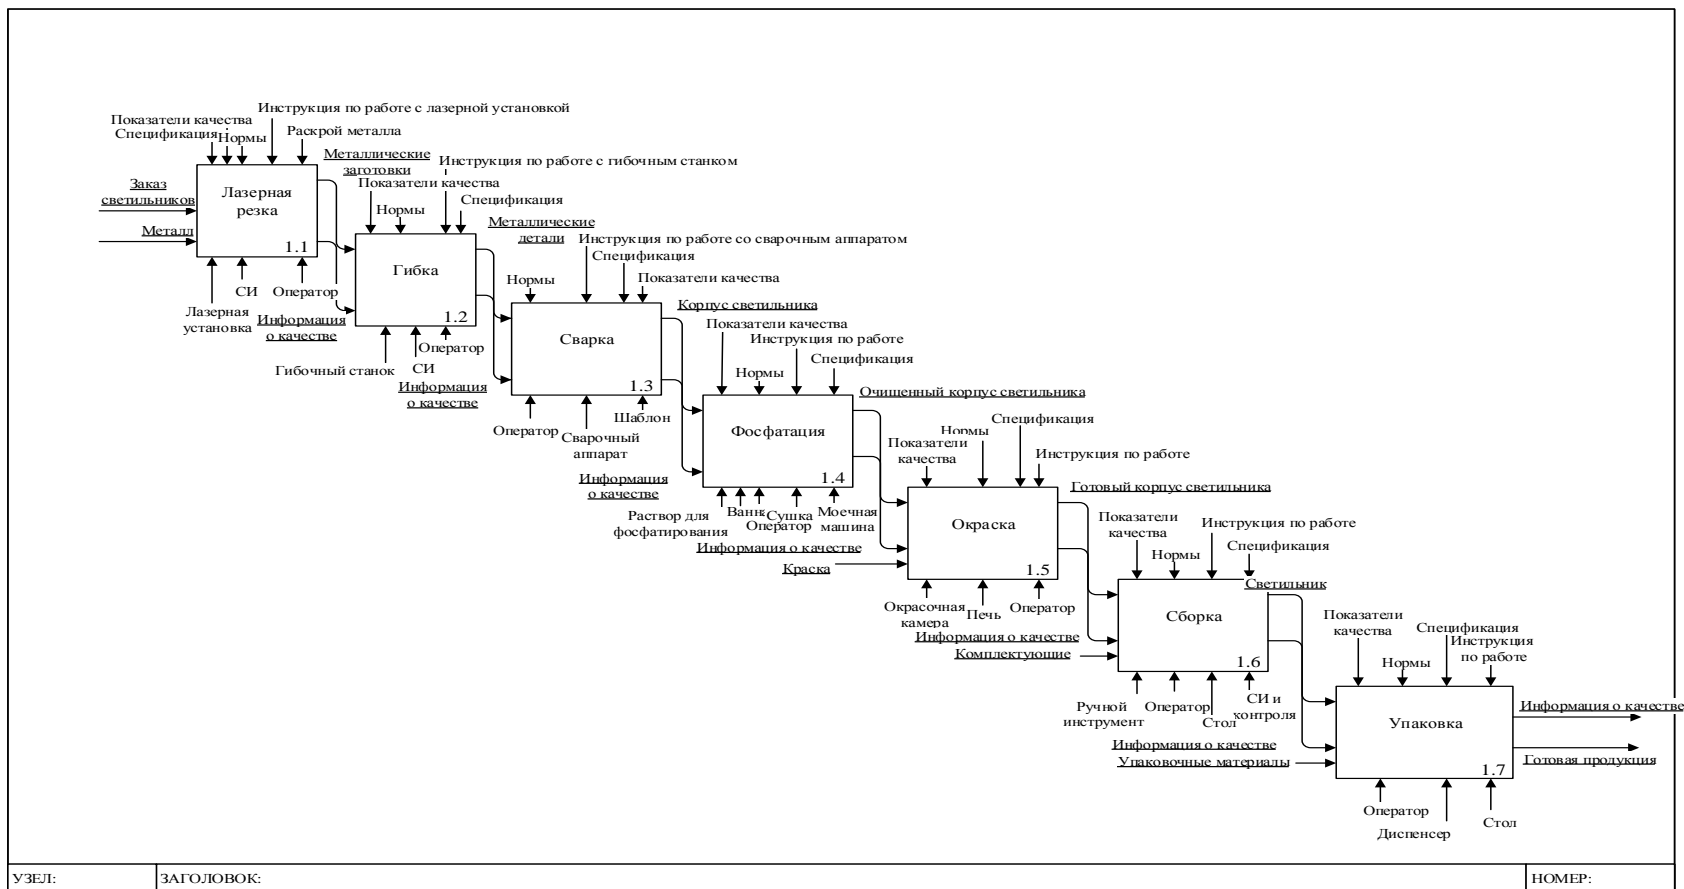 Инструкция по работе с лазерной установкой
Показатели качества
Спецификация
Нормы
Раскрой металла
Заказ
светильников
Металл
Лазерная
резка
1.1
Лазерная
установка
СИ
Оператор
Металлические
заготовки
Информация
о качестве
Инструкция по работе с гибочным станком
Показатели качества
Спецификация
Нормы
Гибка
1.2
Гибочный станок
СИ
Оператор
Металлические
детали
Информация
о качестве
Инструкция по работе со сварочным аппаратом
Спецификация
Показатели качества
Нормы
Сварка
1.3
Оператор
Сварочный
аппарат
Шаблон
Корпус светильника
Информация
о качестве
Показатели качества
Инструкция по работе
Спецификация
Нормы
Фосфатация
1.4
Раствор для
фосфатирования
Оператор
Сушка
Моечная
машина
Очищенный корпус светильника
Информация о качестве
Краска
Спецификация
Нормы
Показатели
качества
Инструкция по работе
Окраска
1.5
Окрасочная
камера
Печь
Оператор
Готовый корпус светильника
Информация о качестве
Комплектующие
Показатели
качества
Инструкция по работе
Нормы
Спецификация
Сборка
1.6
Ручной
инструмент
Оператор
Стол
СИ и
контроля
Светильник
Информация о качестве
Упаковочные материалы
Показатели
качества
Спецификация
Инструкция
по работе
Нормы
Упаковка
1.7
Оператор
Диспенсер
Стол
Информация о качестве
Готовая продукция
УЗЕЛ:
ЗАГОЛОВОК:
НОМЕР: